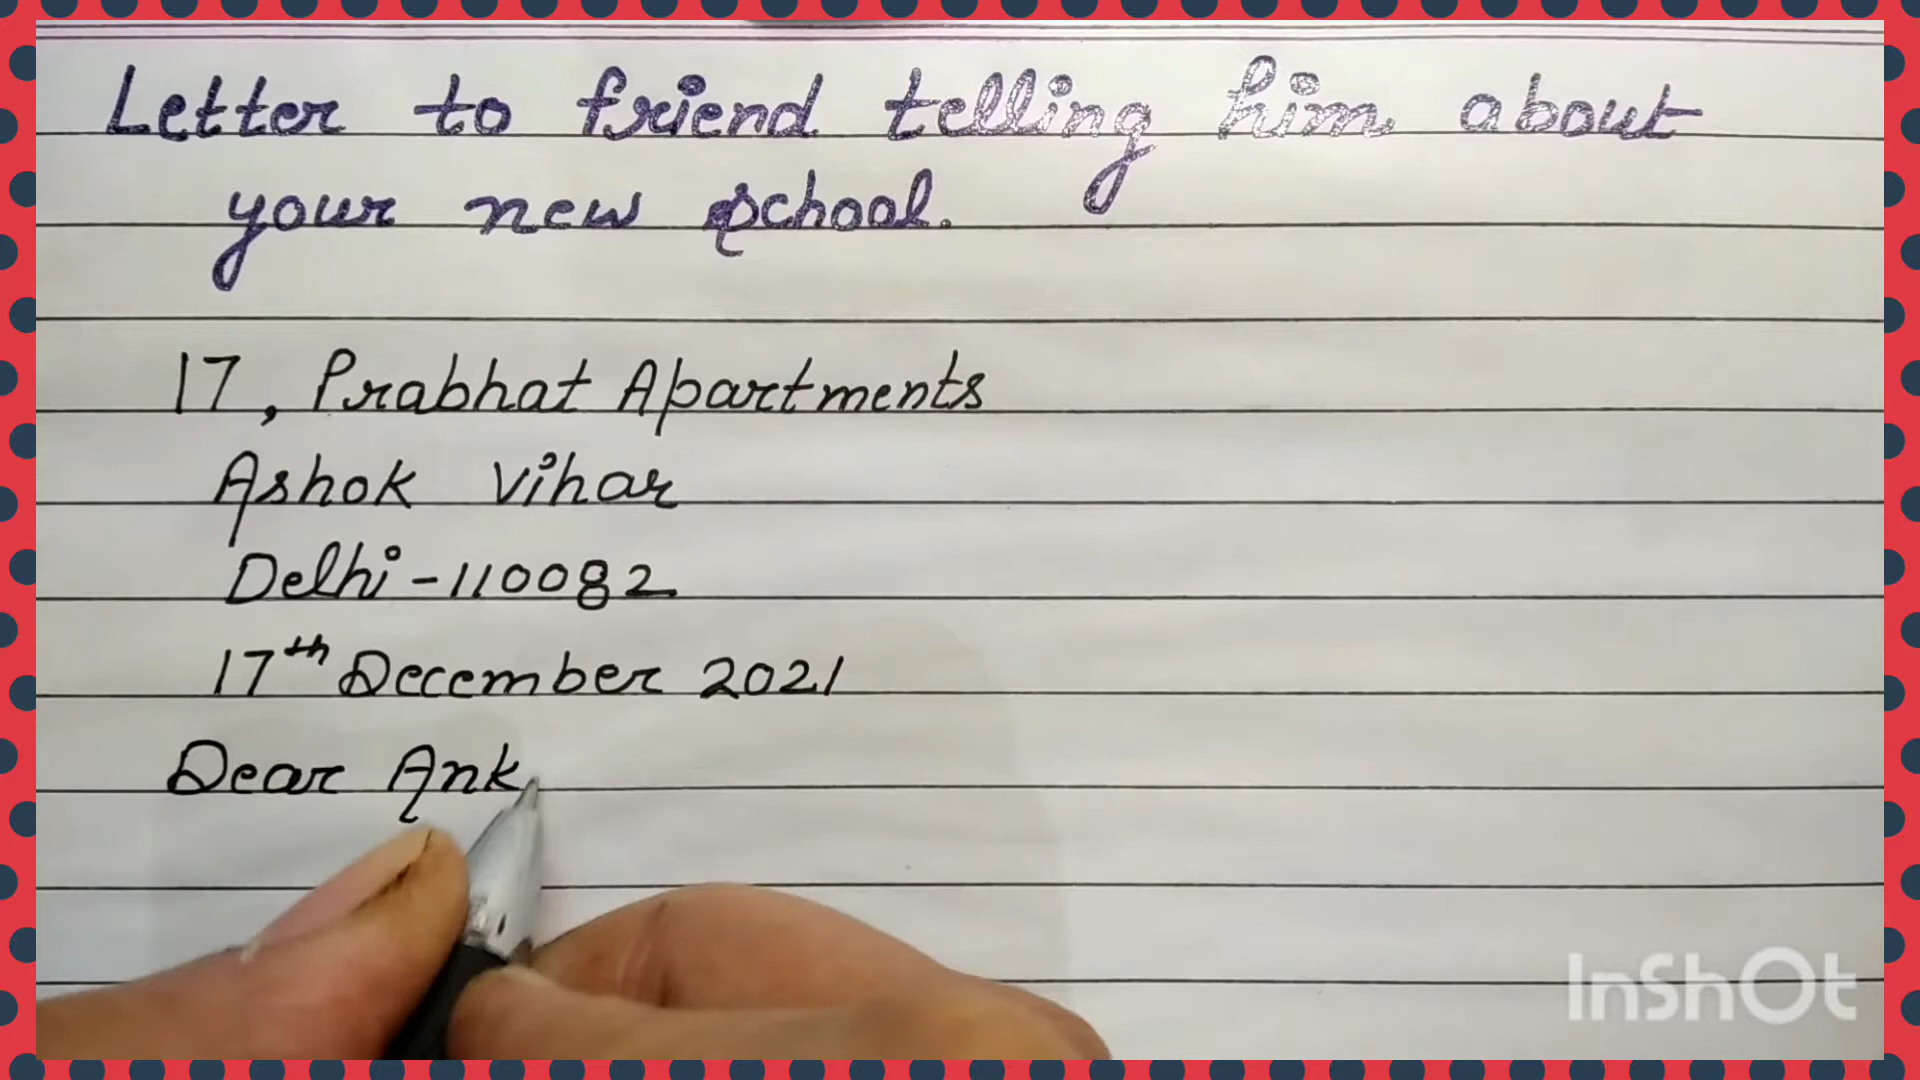 Letter to friend telling him about
your new school.
17, Prabhat Apartments
Ashok Vihar
Delhi-110082
17th December 2021
Dear Ank
InShOt